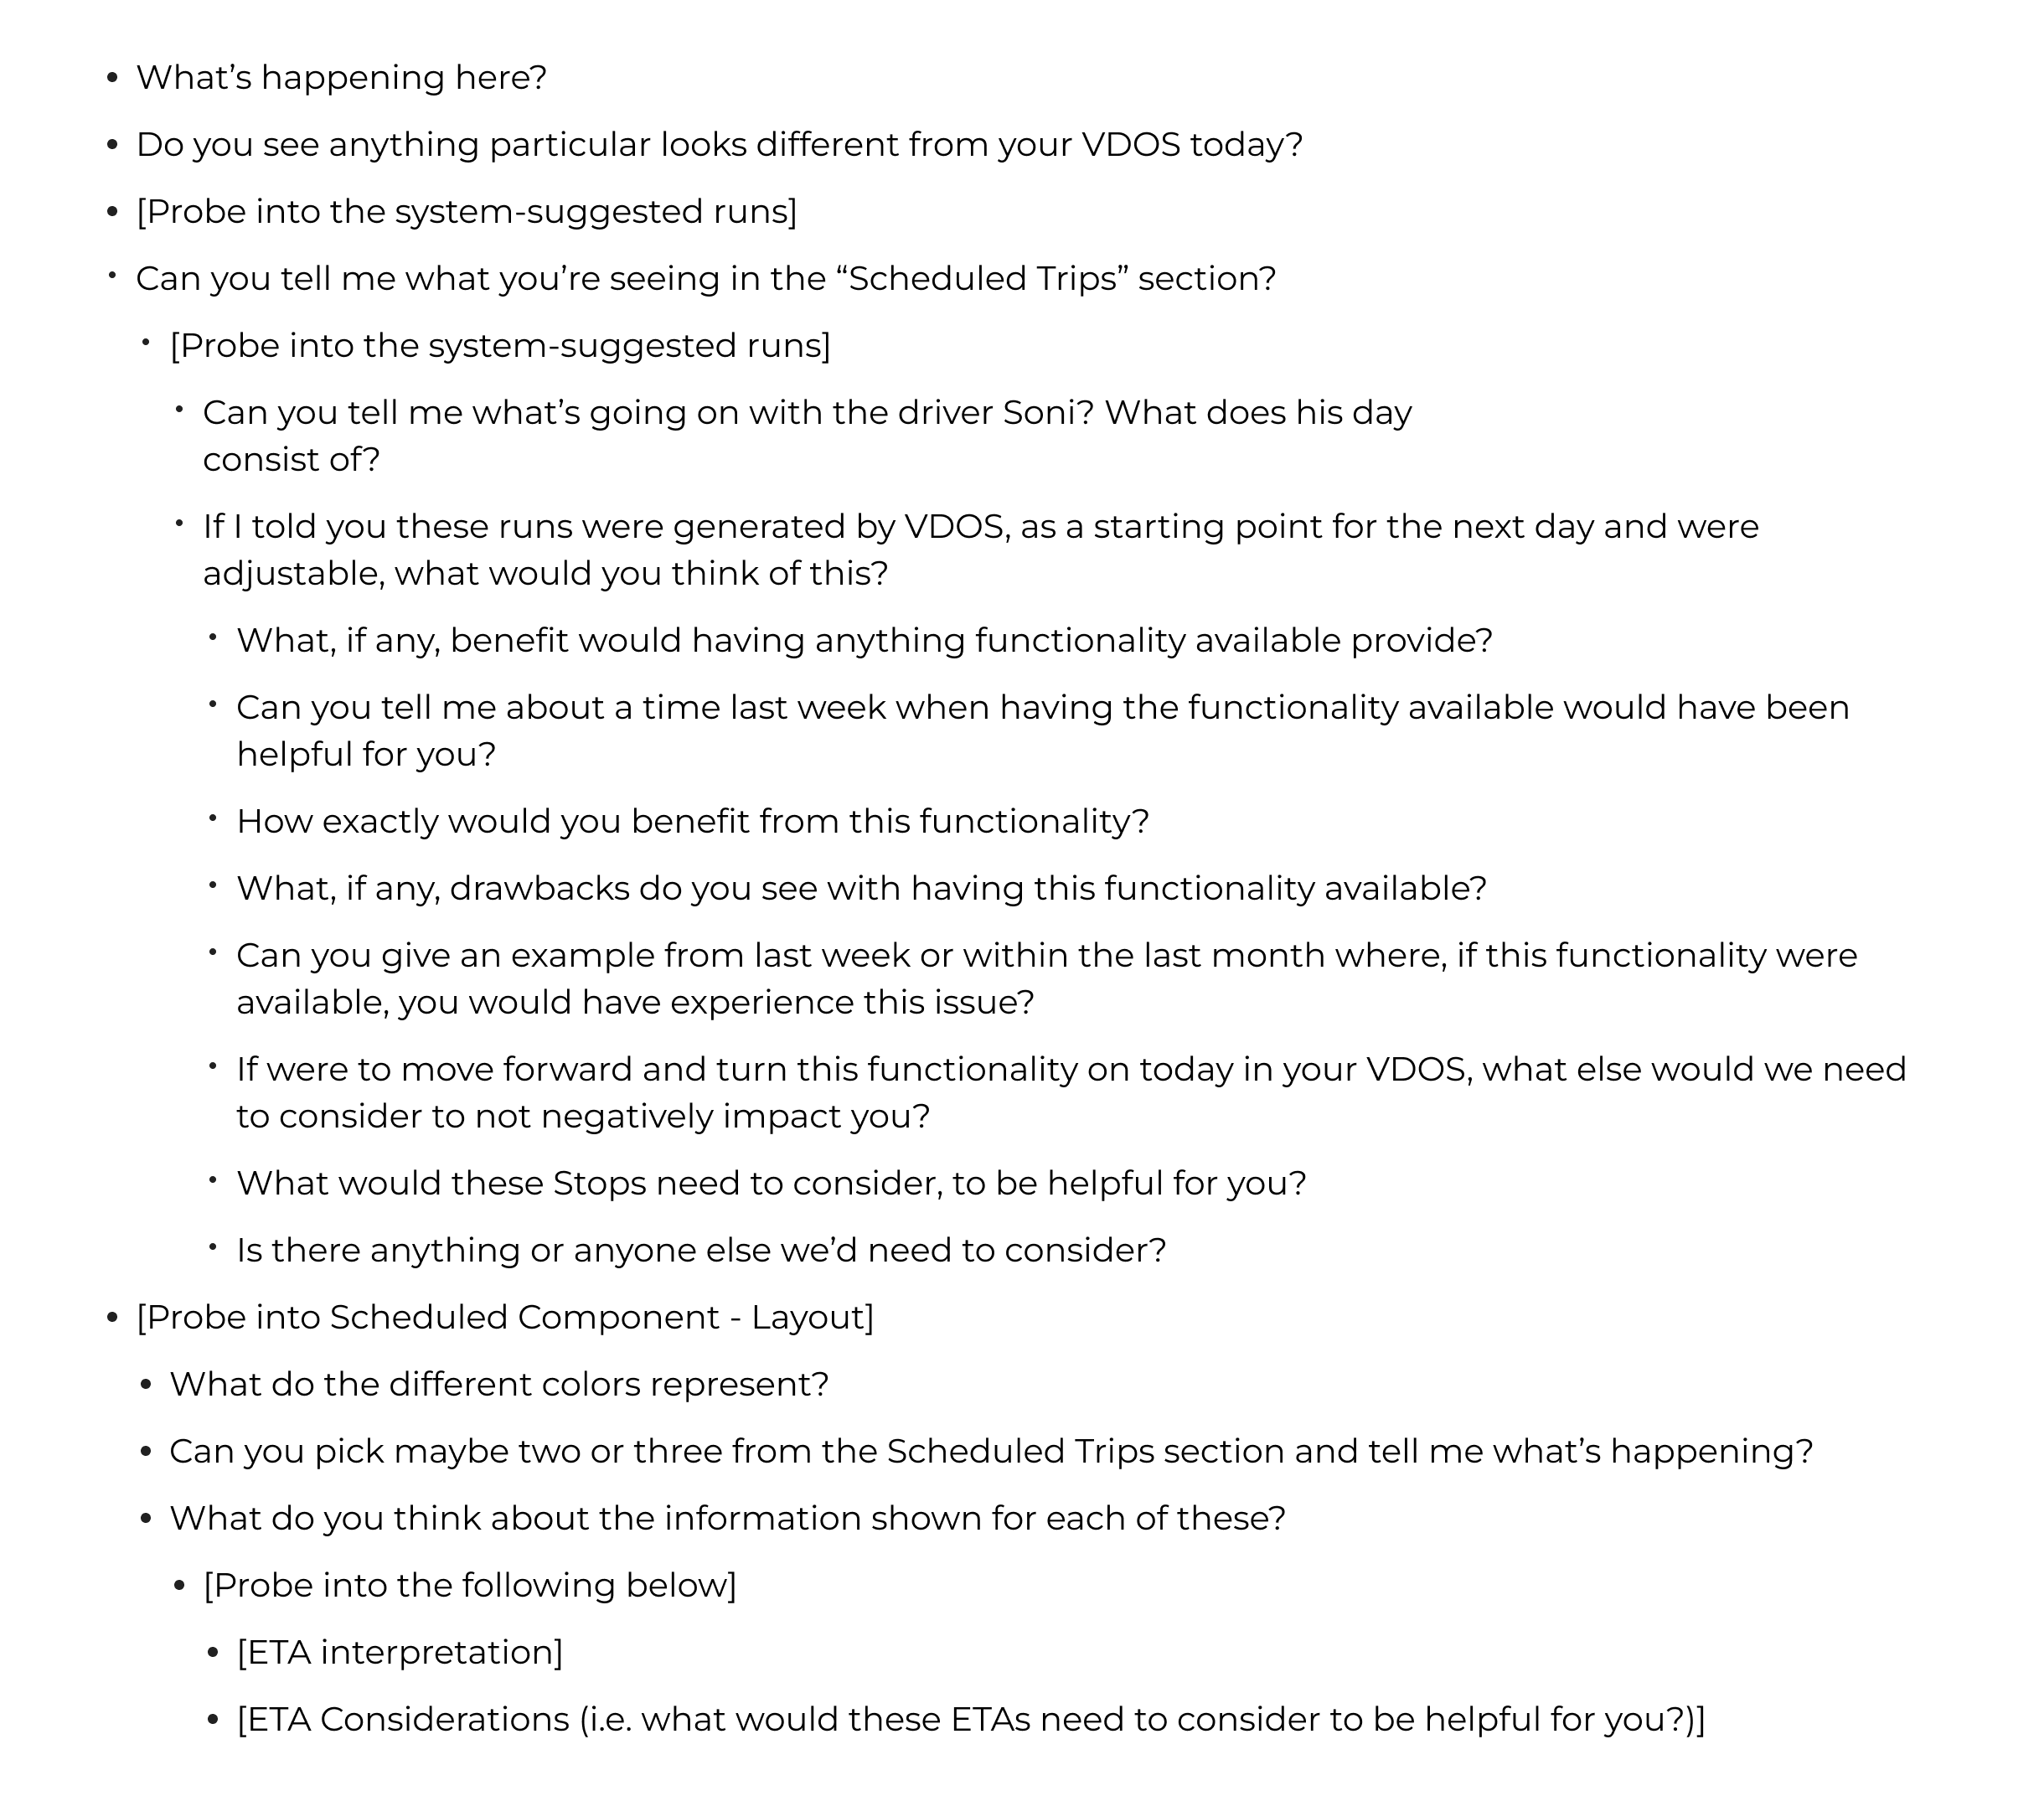 • What’s happening here?
• Do you see anything particular looks different from your VDOS today?
• [Probe into the system-suggested runs]
• Can you tell me what you’re seeing in the “Scheduled Trips” section?
• [Probe into the system-suggested runs]
• Can you tell me what’s going on with the driver Soni? What does his day
consist of?
• If I told you these runs were generated by VDOS, as a starting point for the next day and were
adjustable, what would you think of this?
• What, if any, benefit would having anything functionality available provide?
• Can you tell me about a time last week when having the functionality available would have been
helpful for you?
• How exactly would you benefit from this functionality?
• What, if any, drawbacks do you see with having this functionality available?
• Can you give an example from last week or within the last month where, if this functionality were
available, you would have experience this issue?
• If were to move forward and turn this functionality on today in your VDOS, what else would we need
to consider to not negatively impact you?
• What would these Stops need to consider, to be helpful for you?
• Is there anything or anyone else we’d need to consider?
• [Probe into Scheduled Component - Layout]
• What do the different colors represent?
• Can you pick maybe two or three from the Scheduled Trips section and tell me what’s happening?
• What do you think about the information shown for each of these?
• [Probe into the following below]
• [ETA interpretation]
• [ETA Considerations (i.e. what would these ETAs need to consider to be helpful for you?)]